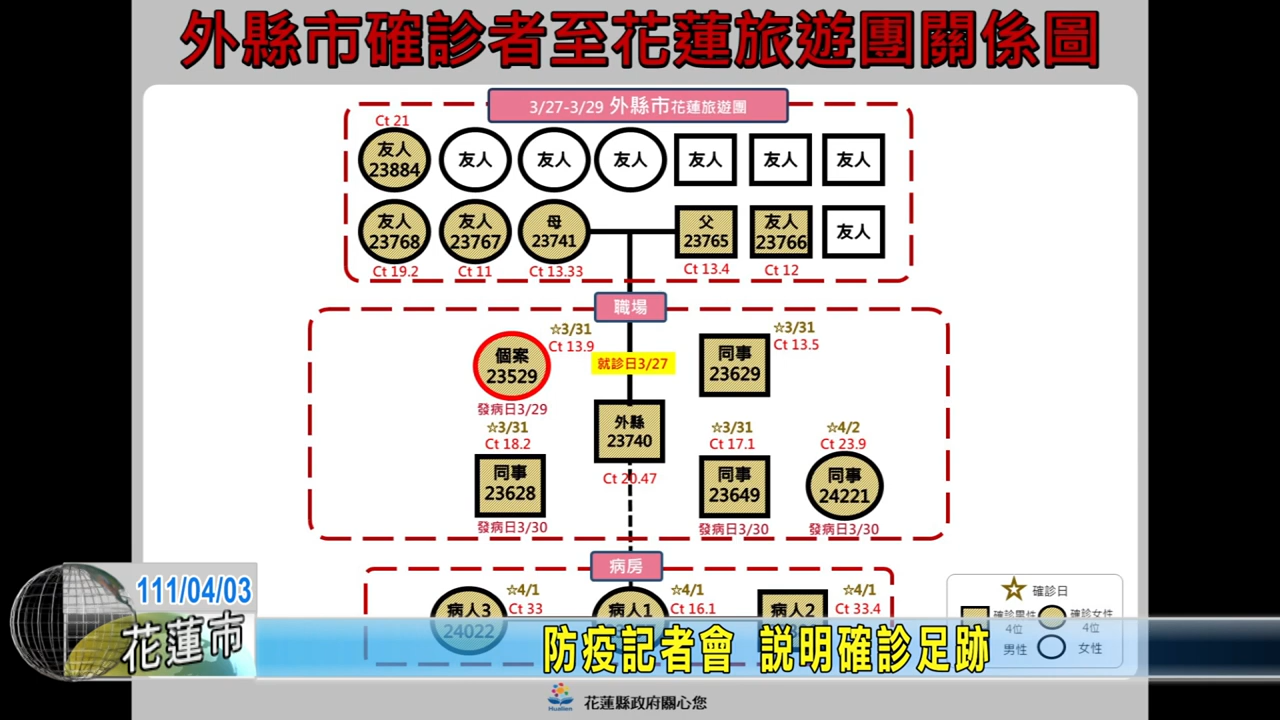 外縣市確診者至花蓮旅遊團關係圖
3/27-3/29 外縣市花蓮旅遊團
Ct 21
友人 友人 友人 友人 友人 友人 友人
23884
友人 友人 母 父 友人 友人
23768 23767 23741 23765 23766
Ct 19.2 Ct 11 Ct 13.33 Ct 13.4 Ct 12
職場
☆3/31 ☆3/31
Ct 13.9 Ct 13.5
個案 就診日3/27 同事
23529 23629
發病日3/29
外縣
23740
☆3/31 ☆3/31 ☆4/2
Ct 18.2 Ct 17.1 Ct 23.9
Ct 20.47
同事 同事 同事
23628 23649 24221
發病日3/30 發病日3/30 發病日3/30
病房
☆4/1 ☆4/1 ☆4/1
病人3 Ct 33 病人1 Ct 16.1 病人2 Ct 33.4
24022
☆ 確診日
確診男性 確診女性
4位 4位
男性 女性
111/04/03
花蓮市
防疫記者會 說明確診足跡
Hualien
花蓮縣政府關心您